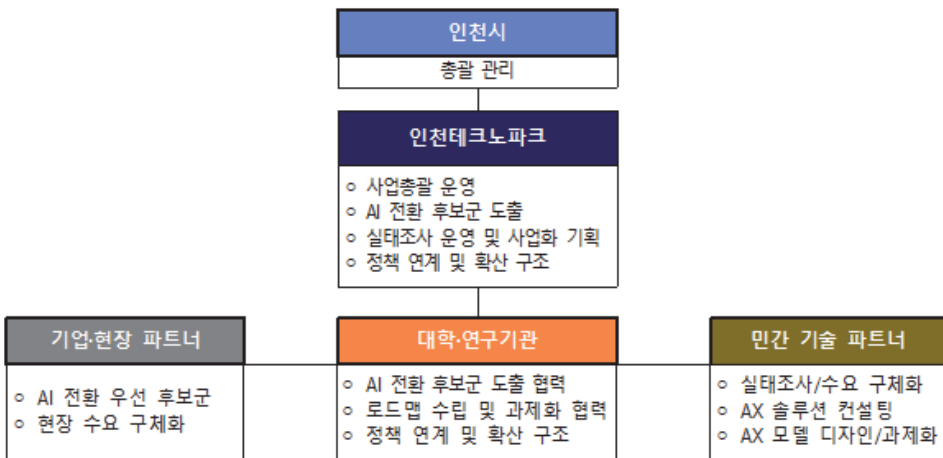 인천시
총괄 관리
인천테크노파크
○ 사업총괄 운영
○ AI 전환 후보군 도출
○ 실태조사 운영 및 사업화 기획
○ 정책 연계 및 확산 구조
기업·현장 파트너
○ AI 전환 우선 후보군
○ 현장 수요 구체화
대학·연구기관
○ AI 전환 후보군 도출 협력
○ 로드맵 수립 및 과제화 협력
○ 정책 연계 및 확산 구조
민간 기술 파트너
○ 실태조사/수요 구체화
○ AX 솔루션 컨설팅
○ AX 모델 디자인/과제화